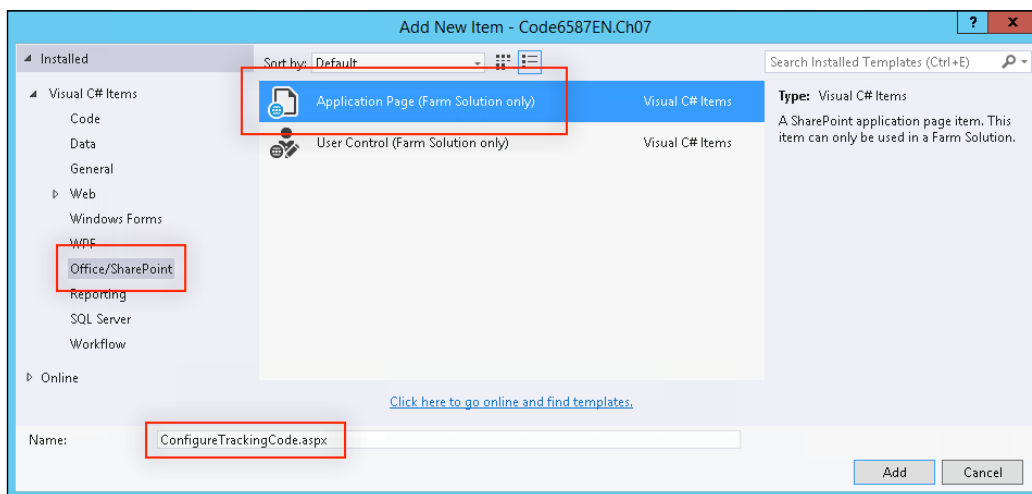 Add New Item - Code6587EN.Ch07
?
x
Installed
Sort by: Default
Search Installed Templates (Ctrl+E)
Visual C# Items
Code
Data
General
Web
Windows Forms
WPF
Office/SharePoint
Reporting
SQL Server
Workflow
Online
Application Page (Farm Solution only) Visual C# Items
User Control (Farm Solution only) Visual C# Items
Type: Visual C# Items
A SharePoint application page item. This
item can only be used in a Farm Solution.
Click here to go online and find templates.
Name: ConfigureTrackingCode.aspx
Add Cancel